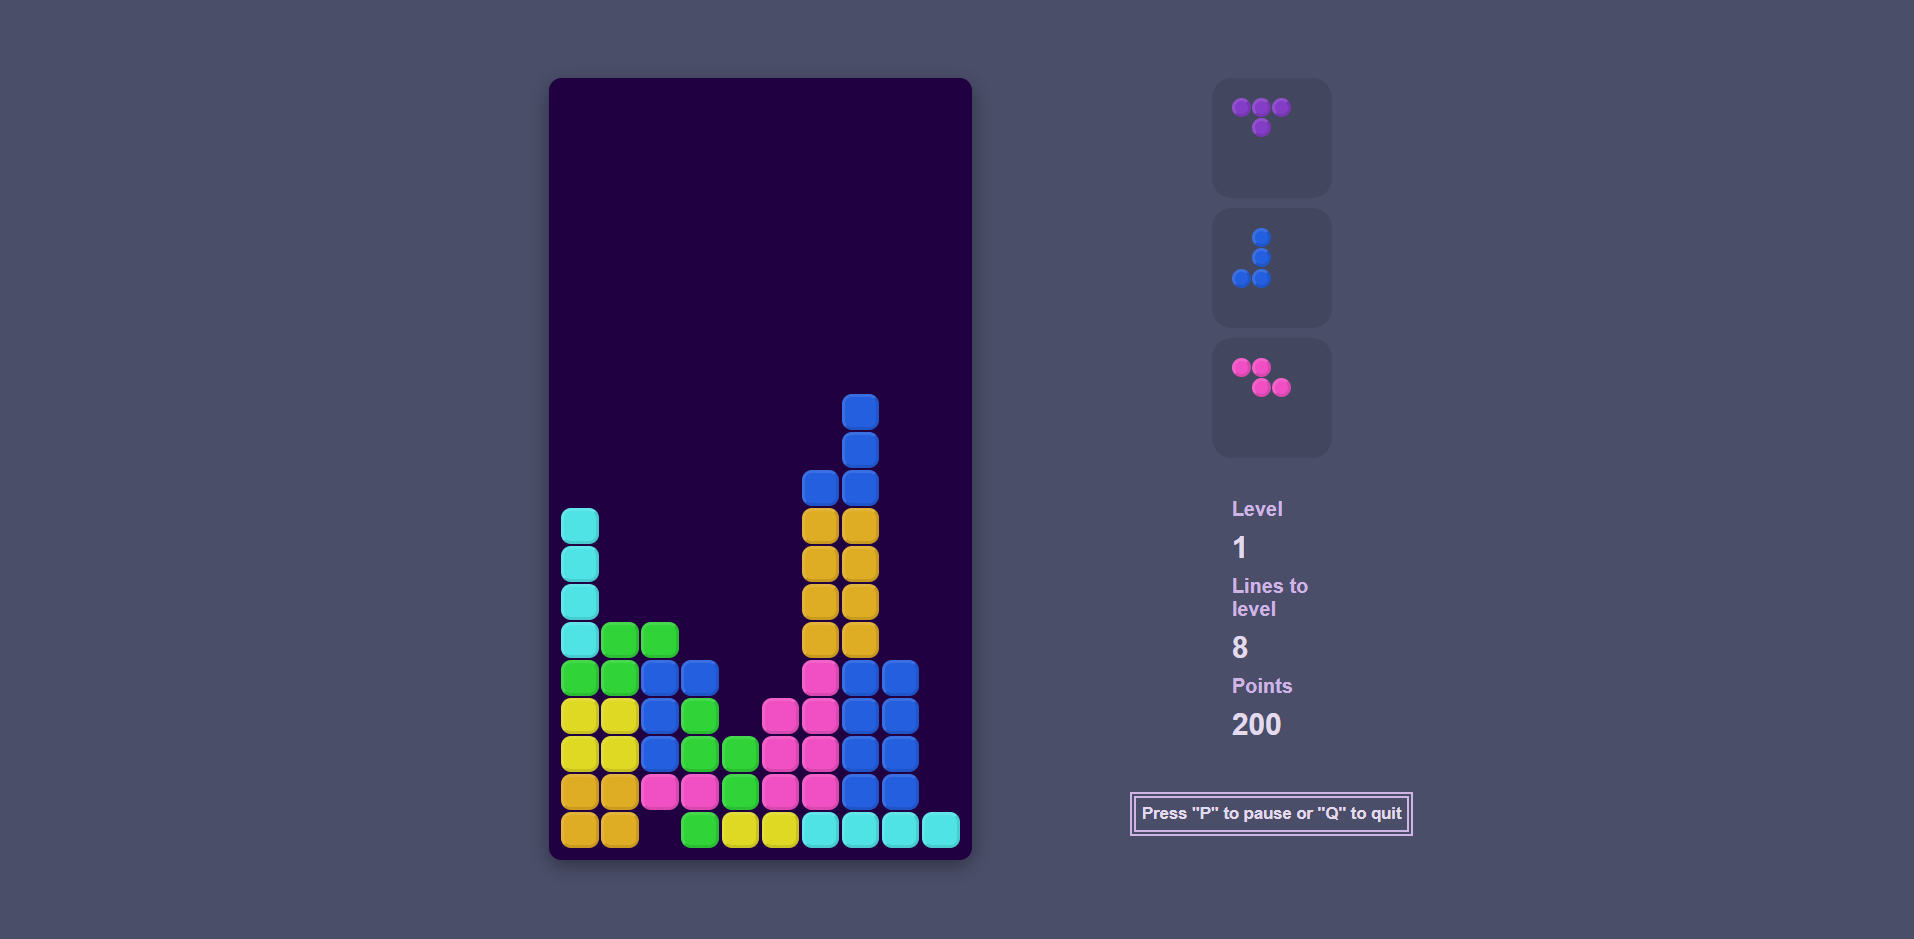 Level
1
Lines to
level
8
Points
200
Press "P" to pause or "Q" to quit